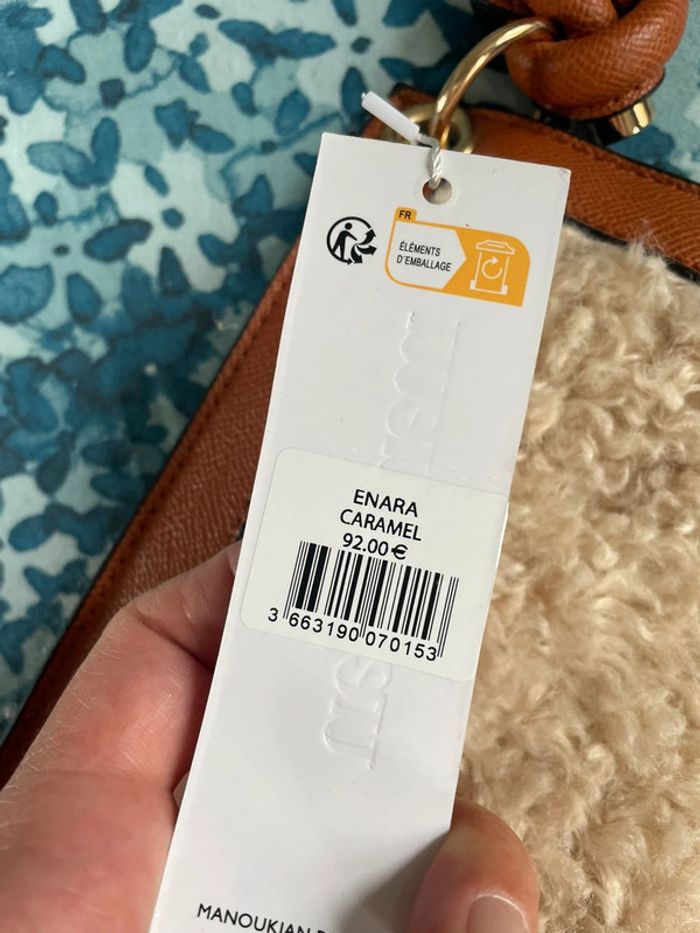 FR
ÉLÉMENTS
D'EMBALLAGE
ENARA
CARAMEL
92.00€
3 663190 070153
MANOUKIAN